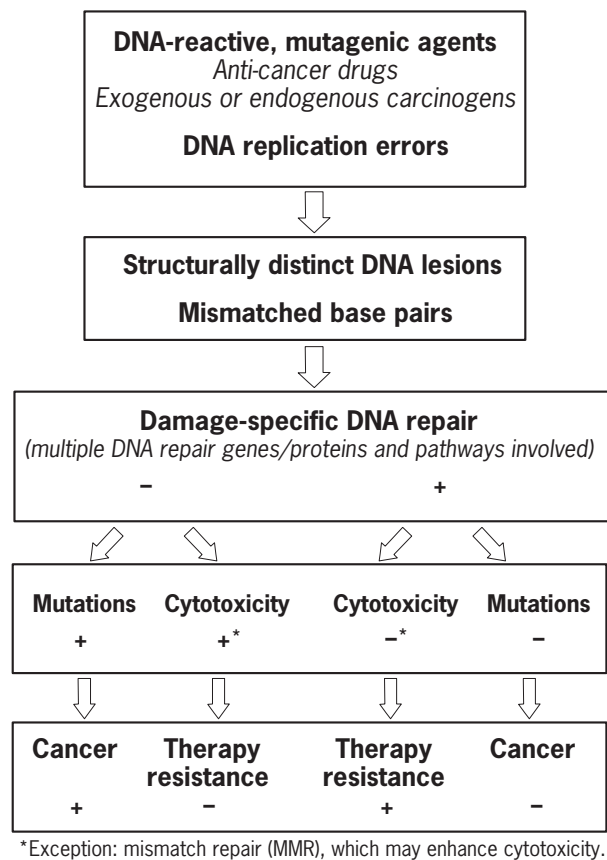 DNA-reactive, mutagenic agents
Anti-cancer drugs
Exogenous or endogenous carcinogens
DNA replication errors
Structurally distinct DNA lesions
Mismatched base pairs
Damage-specific DNA repair
(multiple DNA repair genes/proteins and pathways involved)
– +
Mutations Cytotoxicity Cytotoxicity Mutations
+ +* –* –
Cancer Therapy Therapy Cancer
resistance resistance
+ – + –
*Exception: mismatch repair (MMR), which may enhance cytotoxicity.